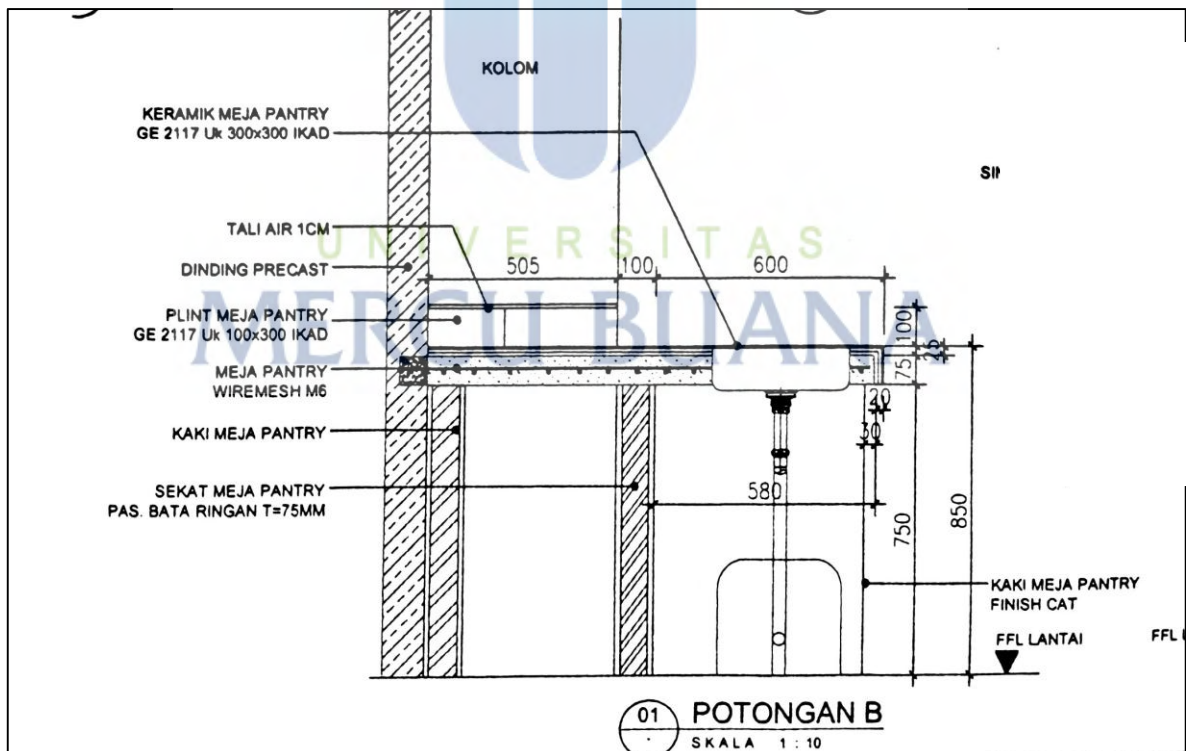 KOLOM
KERAMIK MEJA PANTRY
GE 2117 Uk 300x300 IKAD
TALI AIR 1CM
UNIVERSITAS
DINDING PRECAST
505
100
600
MERCU BUANA
PLINT MEJA PANTRY
GE 2117 Uk 100x300 IKAD
100
25
75
MEJA PANTRY
WIREMESH M6
20
30
KAKI MEJA PANTRY
SEKAT MEJA PANTRY
PAS. BATA RINGAN T=75MM
580
750
850
KAKI MEJA PANTRY
FINISH CAT
FFL LANTAI
FFL
01
POTONGAN B
SKALA 1 : 10